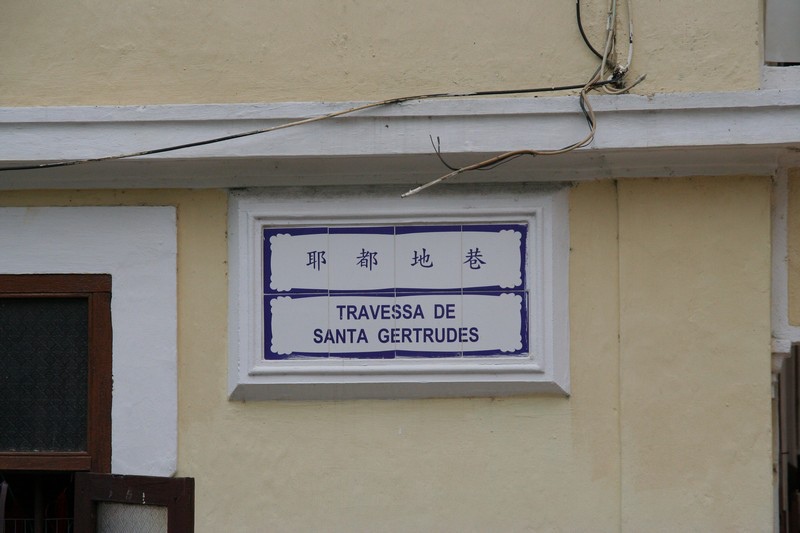 耶都地巷
TRAVESSA DE
SANTA GERTRUDES